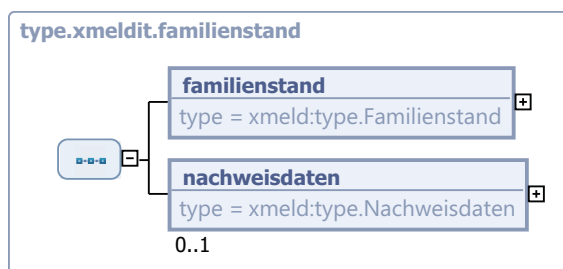 type.xmeldit.familienstand
familienstand
type = xmeld:type.Familienstand
nachweisdaten
type = xmeld:type.Nachweisdaten
0..1